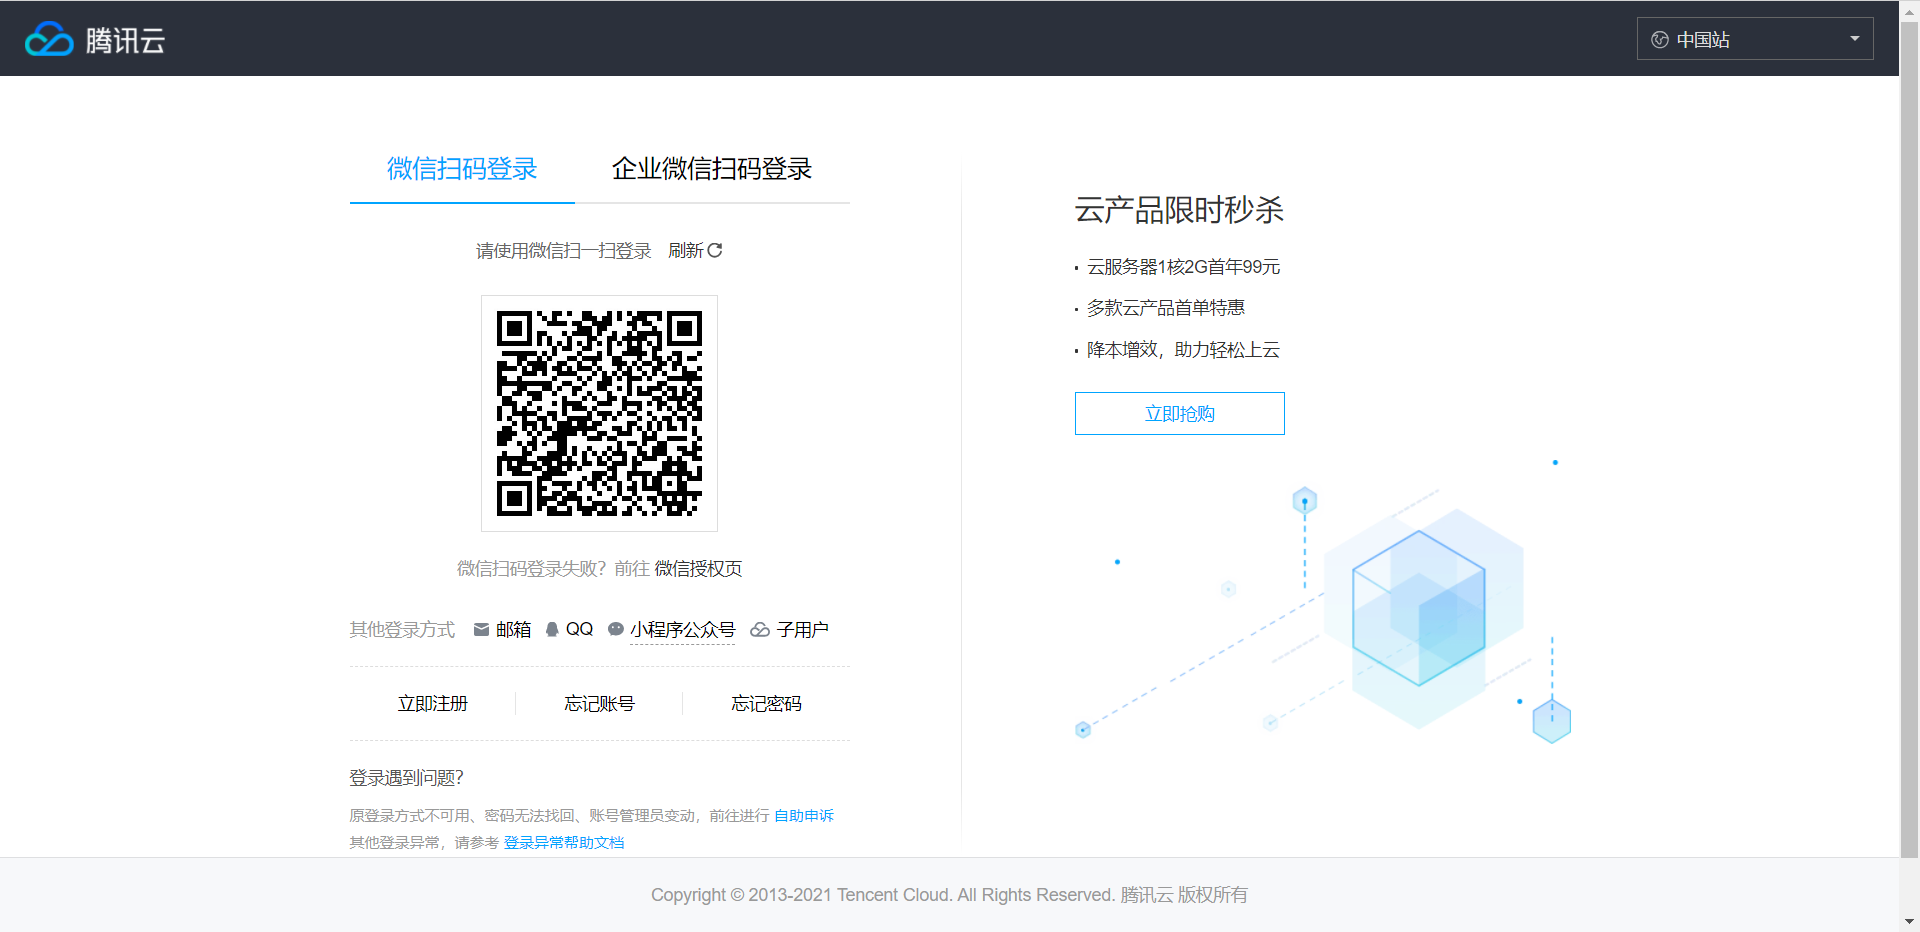 腾讯云
中国站
微信扫码登录
企业微信扫码登录
请使用微信扫一扫登录 刷新
微信扫码登录失败？前往 微信授权页
其他登录方式 邮箱 QQ 小程序公众号 子用户
立即注册
忘记账号
忘记密码
登录遇到问题？
原登录方式不可用、密码无法找回、账号管理员变动，前往进行 自助申诉
其他登录异常，请参考 登录异常帮助文档
云产品限时秒杀
云服务器1核2G首年99元
多款云产品首单特惠
降本增效，助力轻松上云
立即抢购
Copyright © 2013-2021 Tencent Cloud. All Rights Reserved. 腾讯云 版权所有